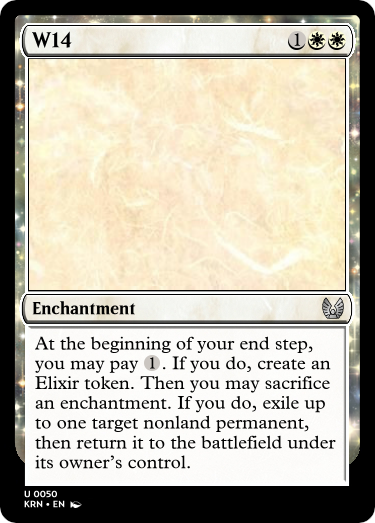 W14 1
Enchantment
At the beginning of your end step,
you may pay 1. If you do, create an
Elixir token. Then you may sacrifice
an enchantment. If you do, exile up
to one target nonland permanent,
then return it to the battlefield under
its owner's control.
U 0050
KRN • EN